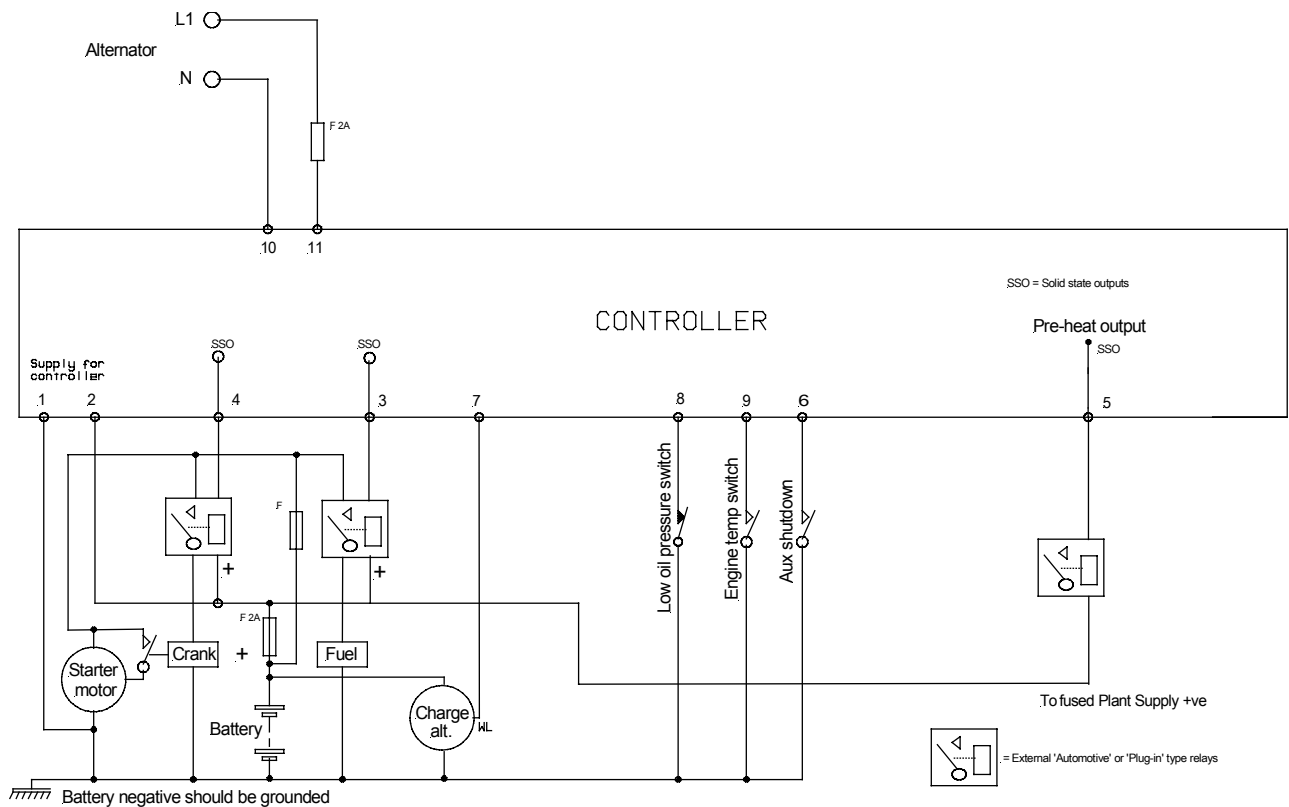 L1
Alternator
N
F 2A
10
11
SSO = Solid state outputs
CONTROLLER
Pre-heat output
SSO
SSO
SSO
Supply for
controller
1
2
4
3
7
8
9
6
5
F
Low oil pressure switch
Engine temp switch
Aux shutdown
+
+
F 2A
Crank
+
Fuel
Starter
motor
To fused Plant Supply +ve
Charge
alt.
WL
Battery
= External 'Automotive' or 'Plug-in' type relays
Battery negative should be grounded